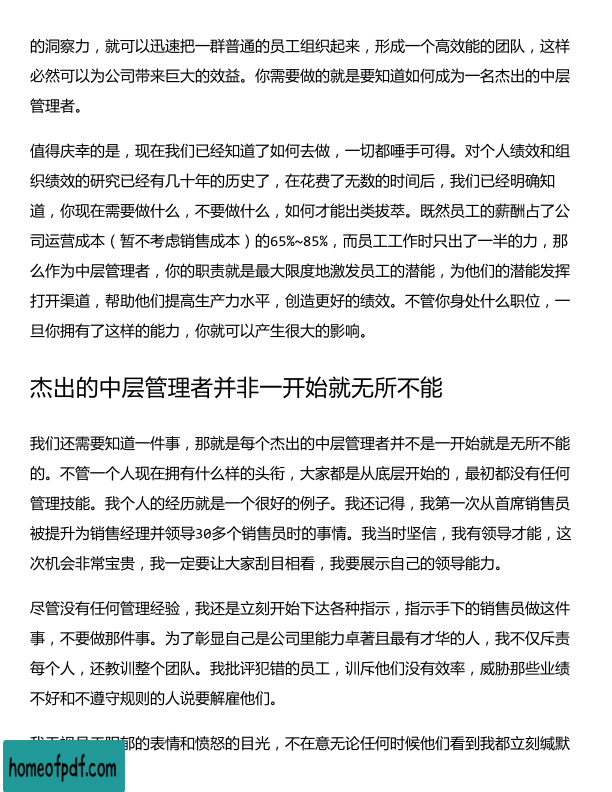 的洞察力，就可以迅速把一群普通的员工组织起来，形成一个高效能的团队，这样
必然可以为公司带来巨大的效益。你需要做的就是要知道如何成为一名杰出的中层
管理者。
值得庆幸的是，现在我们已经知道了如何去做，一切都唾手可得。对个人绩效和组
织绩效的研究已经有几十年的历史了，在花费了无数的时间后，我们已经明确知
道，你现在需要做什么，不要做什么，如何才能出类拔萃。既然员工的薪酬占了公
司运营成本（暂不考虑销售成本）的65%~85%，而员工工作时只出了一半的力，那
么作为中层管理者，你的职责就是最大限度地激发员工的潜能，为他们的潜能发挥
打开渠道，帮助他们提高生产力水平，创造更好的绩效。不管你身处什么职位，一
旦你拥有了这样的能力，你就可以产生很大的影响。
杰出的中层管理者并非一开始就无所不能
我们还需要知道一件事，那就是每个杰出的中层管理者并不是一开始就是无所不能
的。不管一个人现在拥有什么样的头衔，大家都是从底层开始的，最初都没有任何
管理技能。我个人的经历就是一个很好的例子。我还记得，我第一次从首席销售员
被提升为销售经理并领导30多个销售员时的事情。我当时坚信，我有领导才能，这
次机会非常宝贵，我一定要让大家刮目相看，我要展示自己的领导能力。
尽管没有任何管理经验，我还是立刻开始下达各种指示，指示手下的销售员做这件
事，不要做那件事。为了彰显自己是公司里能力卓著且最有才华的人，我不仅斥责
每个人，还教训整个团队。我批评犯错的员工，训斥他们没有效率，威胁那些业绩
不好和不遵守规则的人说要解雇他们。
的表情和愤怒的目光，不在意无论任何时候他们看到我都立刻缄默
homeofpdf.com